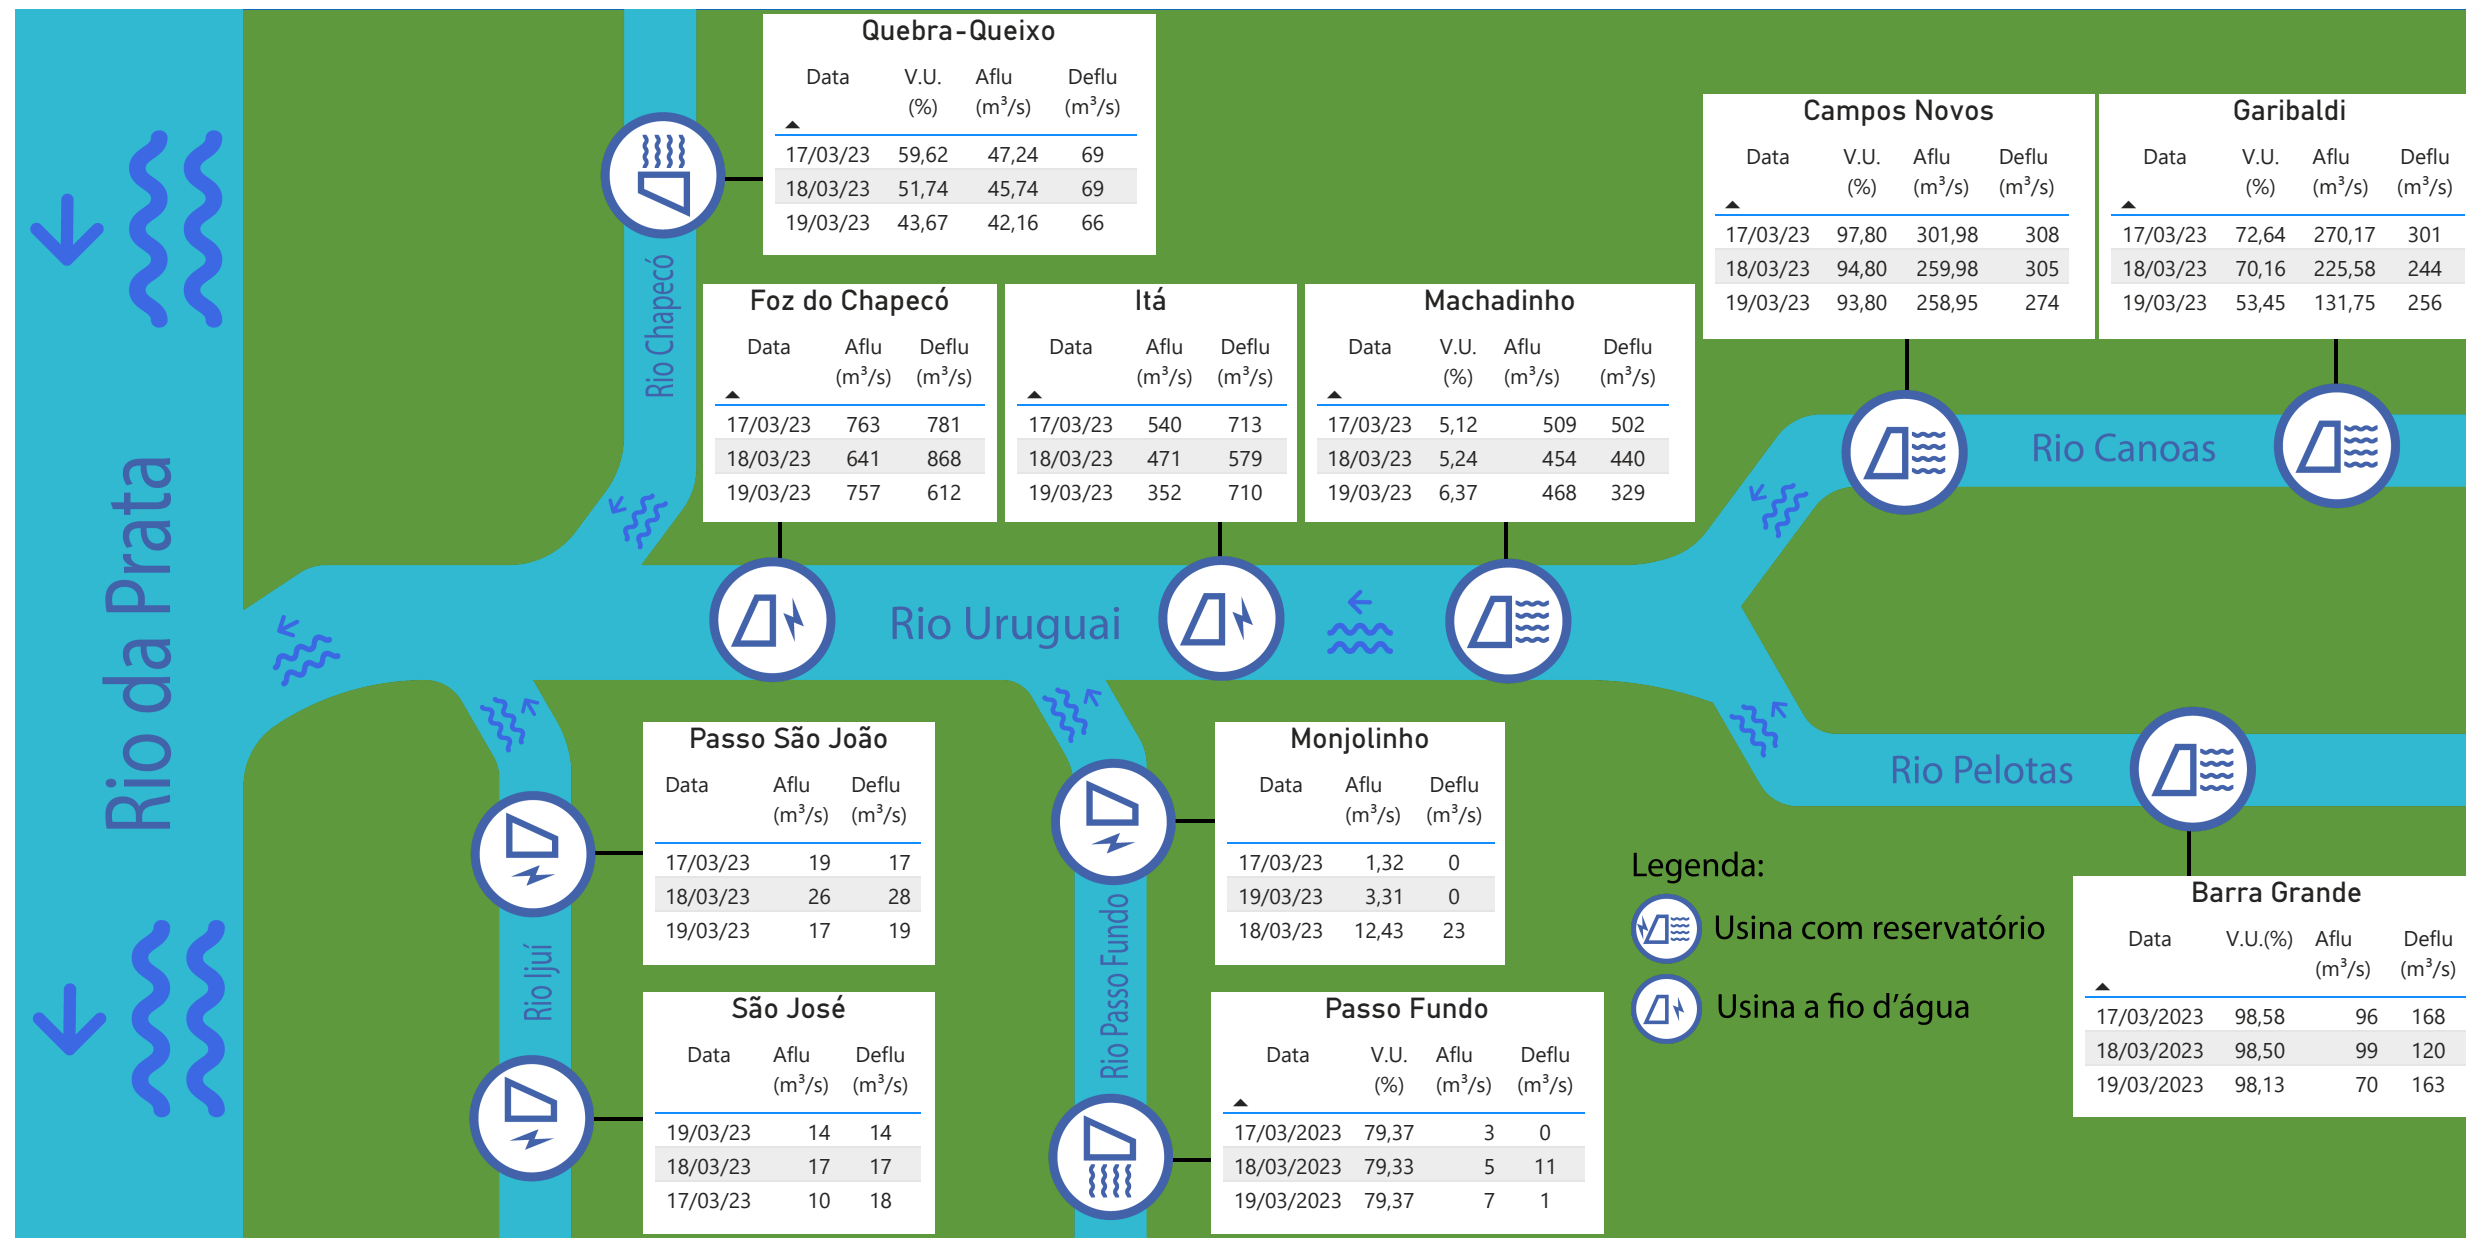 Quebra-Queixo
Data V.U. (%) Aflu (m³/s) Deflu (m³/s)
17/03/23 59,62 47,24 69
18/03/23 51,74 45,74 69
19/03/23 43,67 42,16 66
Campos Novos
Data V.U. (%) Aflu (m³/s) Deflu (m³/s)
17/03/23 97,80 301,98 308
18/03/23 94,80 259,98 305
19/03/23 93,80 258,95 274
Garibaldi
Data V.U. (%) Aflu (m³/s) Deflu (m³/s)
17/03/23 72,64 270,17 301
18/03/23 70,16 225,58 244
19/03/23 53,45 131,75 256
Foz do Chapecó
Data Aflu (m³/s) Deflu (m³/s)
17/03/23 763 781
18/03/23 641 868
19/03/23 757 612
Itá
Data Aflu (m³/s) Deflu (m³/s)
17/03/23 540 713
18/03/23 471 579
19/03/23 352 710
Machadinho
Data V.U. (%) Aflu (m³/s) Deflu (m³/s)
17/03/23 5,12 509 502
18/03/23 5,24 454 440
19/03/23 6,37 468 329
Rio Chapecó
Rio Canoas
Rio da Prata
Rio Uruguai
Rio Pelotas
Passo São João
Data Aflu (m³/s) Deflu (m³/s)
17/03/23 19 17
18/03/23 26 28
19/03/23 17 19
Monjolinho
Data Aflu (m³/s) Deflu (m³/s)
17/03/23 1,32 0
19/03/23 3,31 0
18/03/23 12,43 23
Rio Ijuí
Rio Passo Fundo
Legenda:
Usina com reservatório
Usina a fio d'água
Barra Grande
Data V.U.(%) Aflu (m³/s) Deflu (m³/s)
17/03/2023 98,58 96 168
18/03/2023 98,50 99 120
19/03/2023 98,13 70 163
São José
Data Aflu (m³/s) Deflu (m³/s)
19/03/23 14 14
18/03/23 17 17
17/03/23 10 18
Passo Fundo
Data V.U. (%) Aflu (m³/s) Deflu (m³/s)
17/03/2023 79,37 3 0
18/03/2023 79,33 5 11
19/03/2023 79,37 7 1